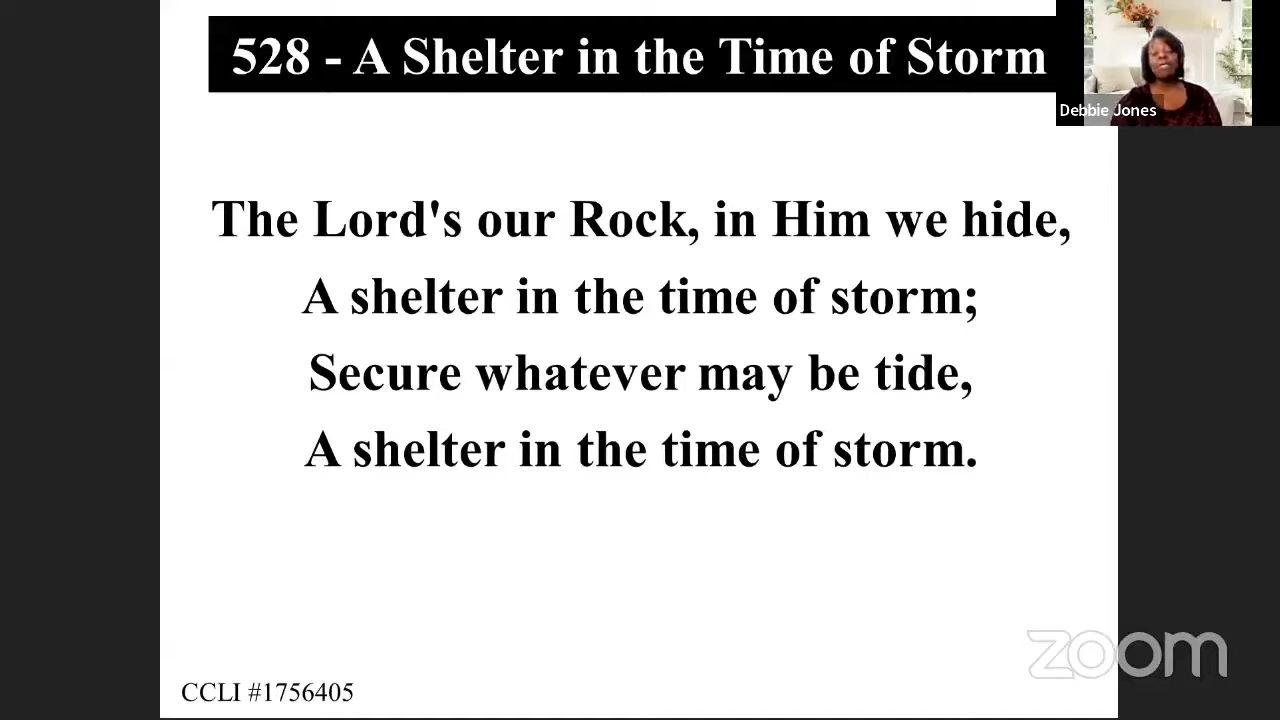 528 - A Shelter in the Time of Storm
Debbie Jones
The Lord's our Rock, in Him we hide,
A shelter in the time of storm;
Secure whatever may be tide,
A shelter in the time of storm.
zoom
CCLI #1756405